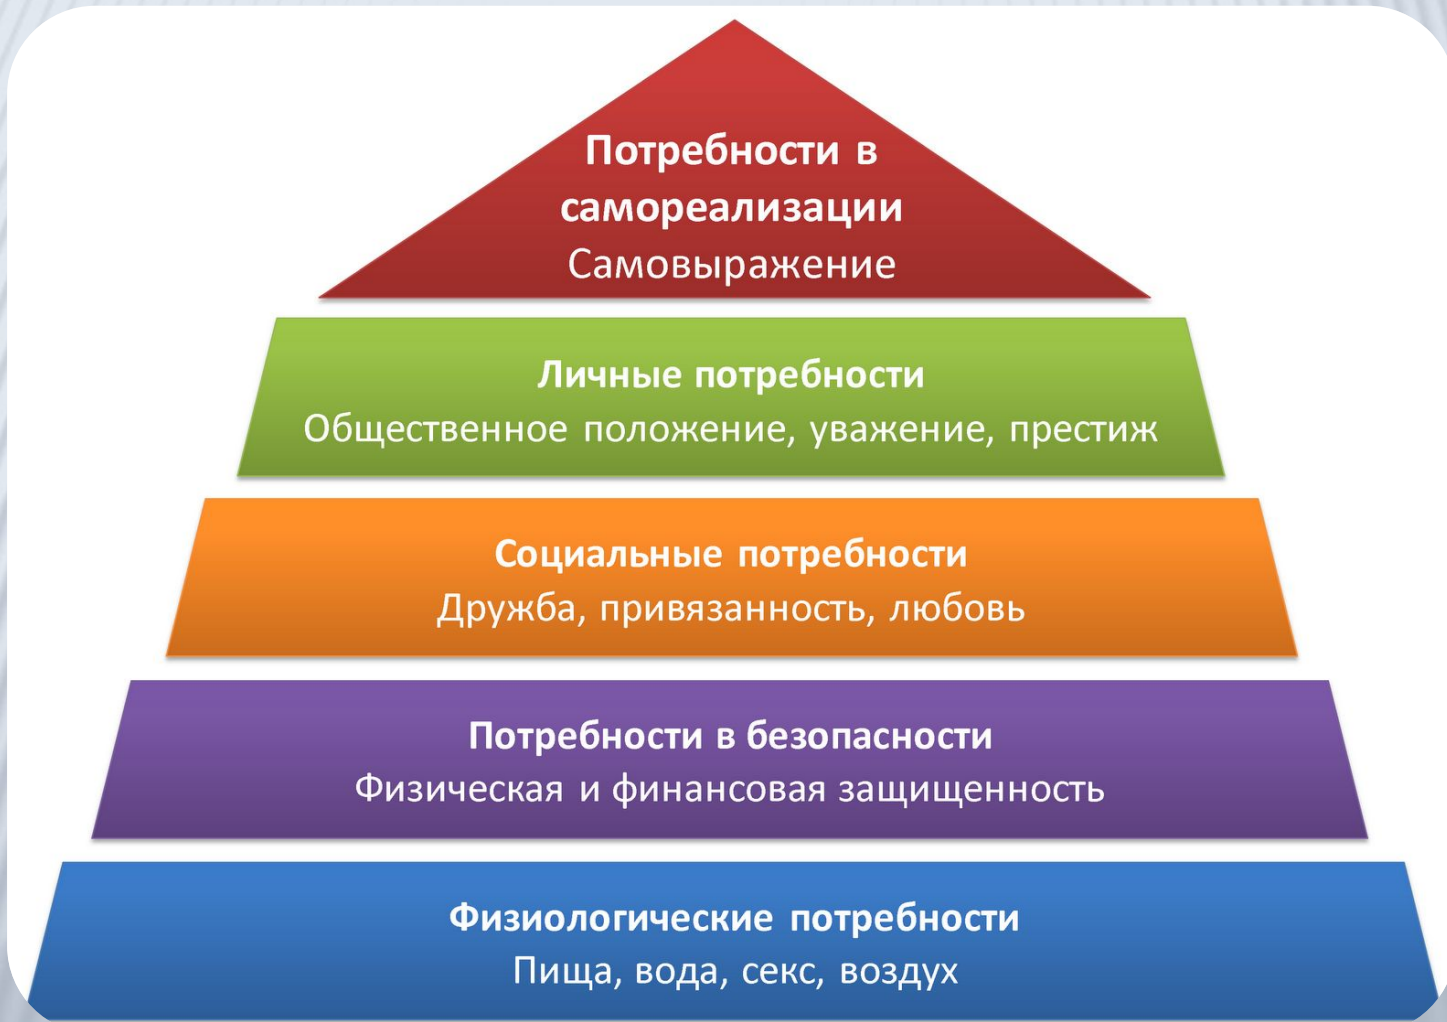 Потребности в
самореализации
Самовыражение
Личные потребности
Общественное положение, уважение, престиж
Социальные потребности
Дружба, привязанность, любовь
Потребности в безопасности
Физическая и финансовая защищенность
Физиологические потребности
Пища, вода, секс, воздух